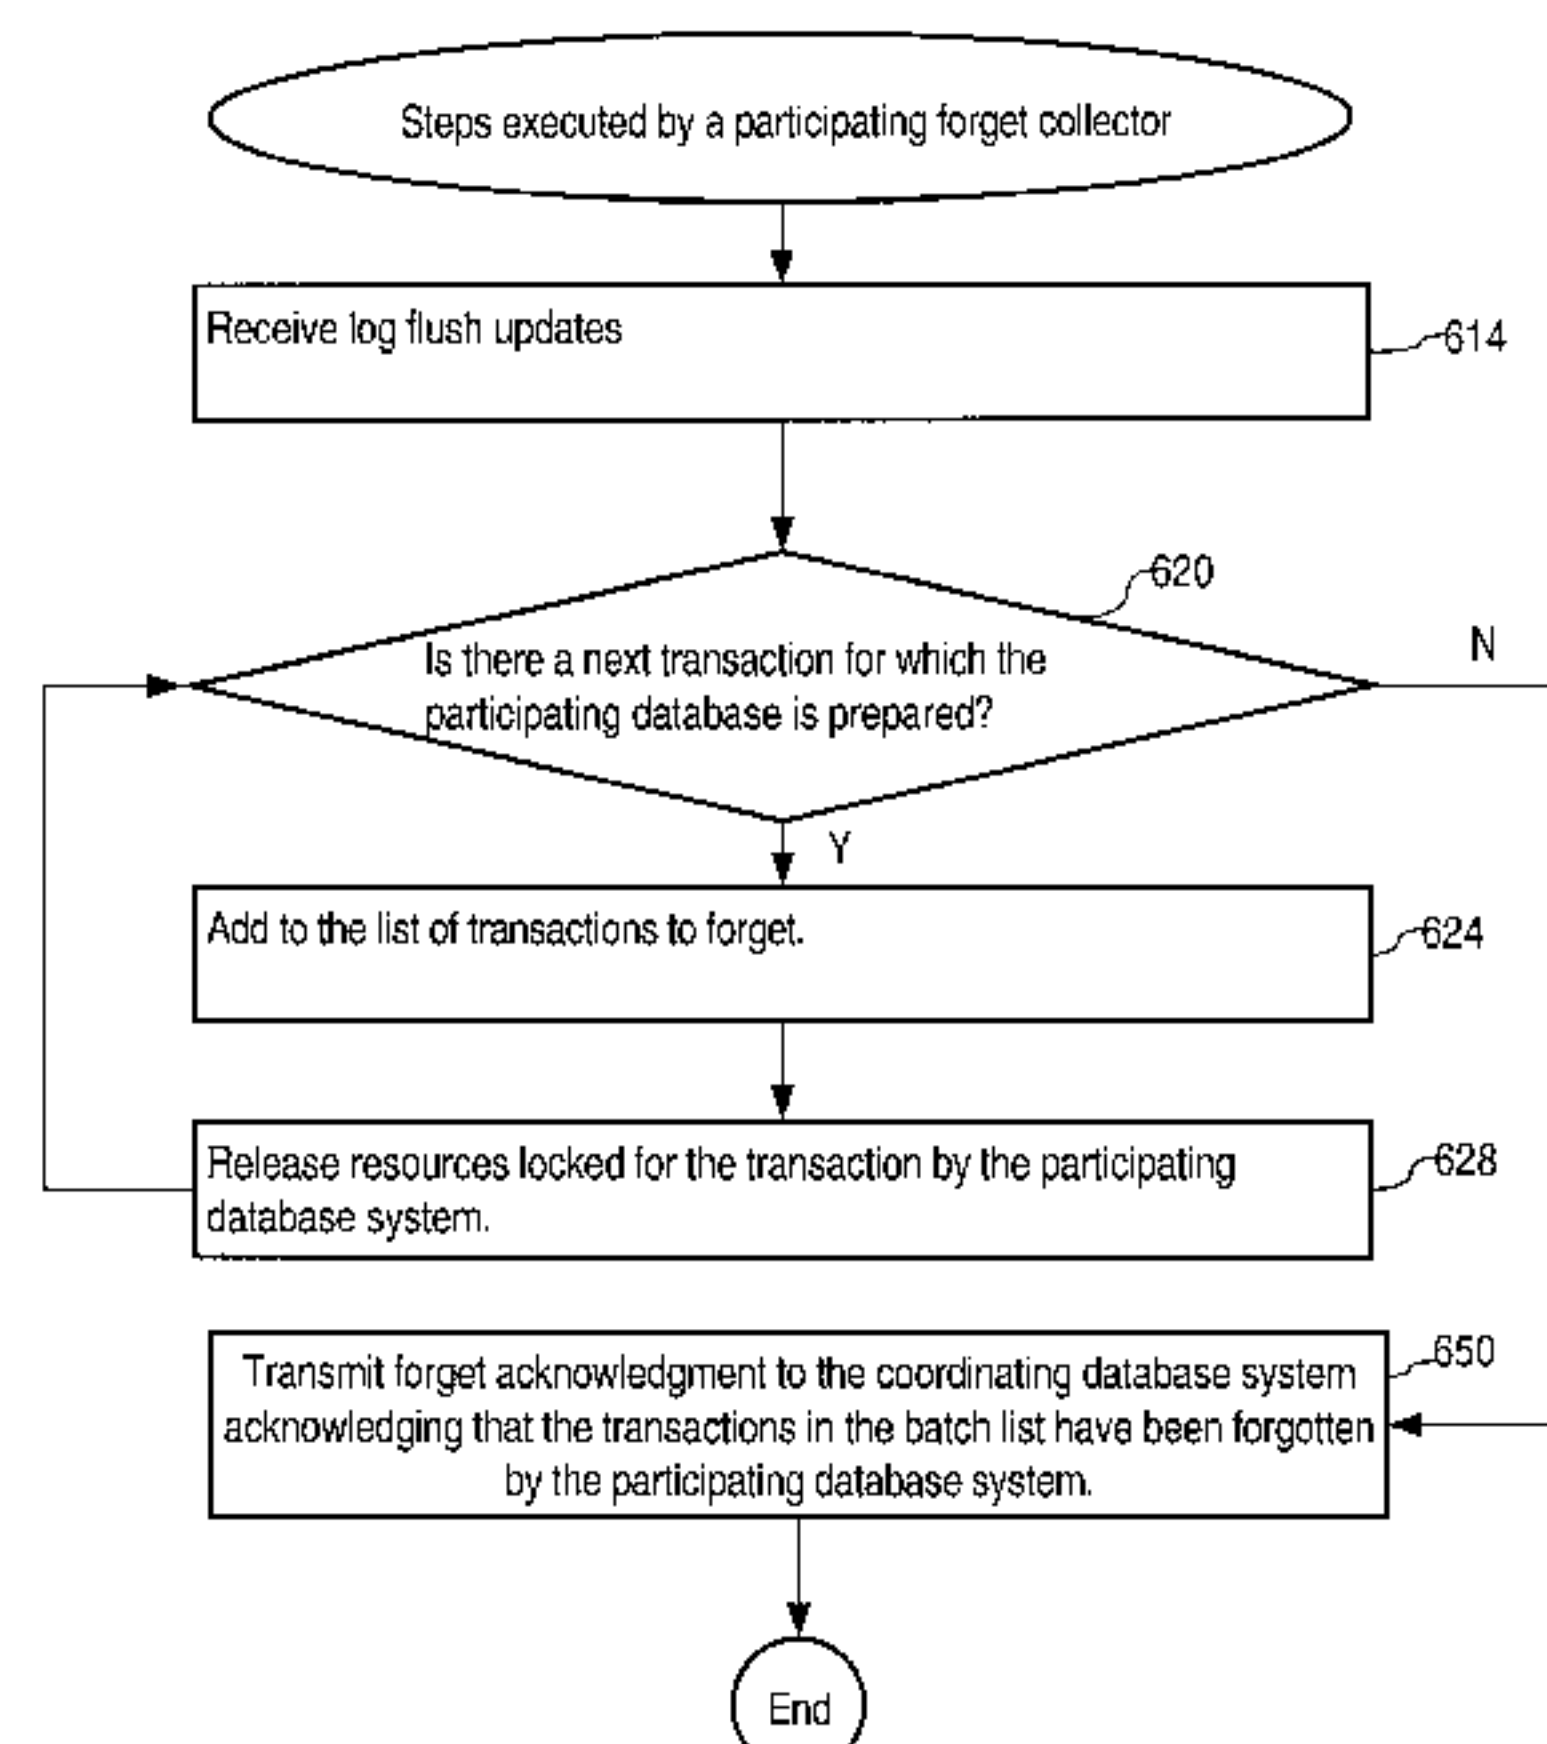 Steps executed by a participating forget collector
Receive log flush updates
614
620
N
Is there a next transaction for which the
participating database is prepared?
Y
Add to the list of transactions to forget.
624
Release resources locked for the transaction by the participating
database system.
628
650
Transmit forget acknowledgment to the coordinating database system
acknowledging that the transactions in the batch list have been forgotten
by the participating database system.
End